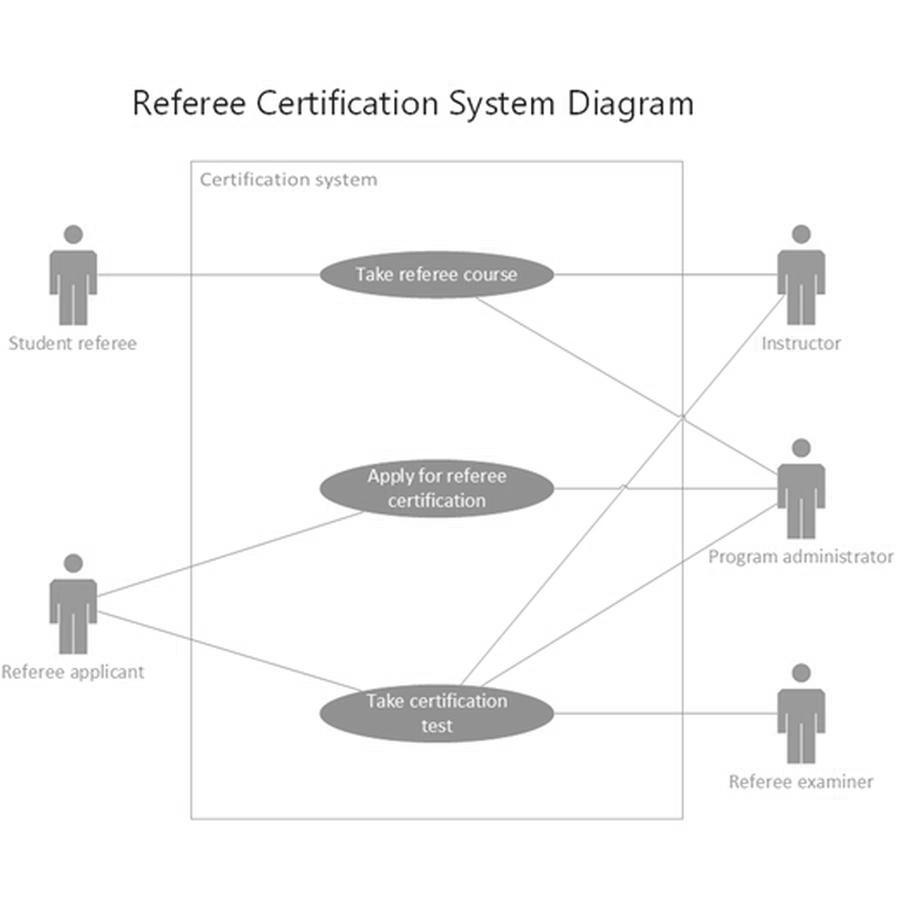 Referee Certification System Diagram
Certification system
Take referee course
Student referee
Instructor
Apply for referee
certification
Program administrator
Referee applicant
Take certification
test
Referee examiner